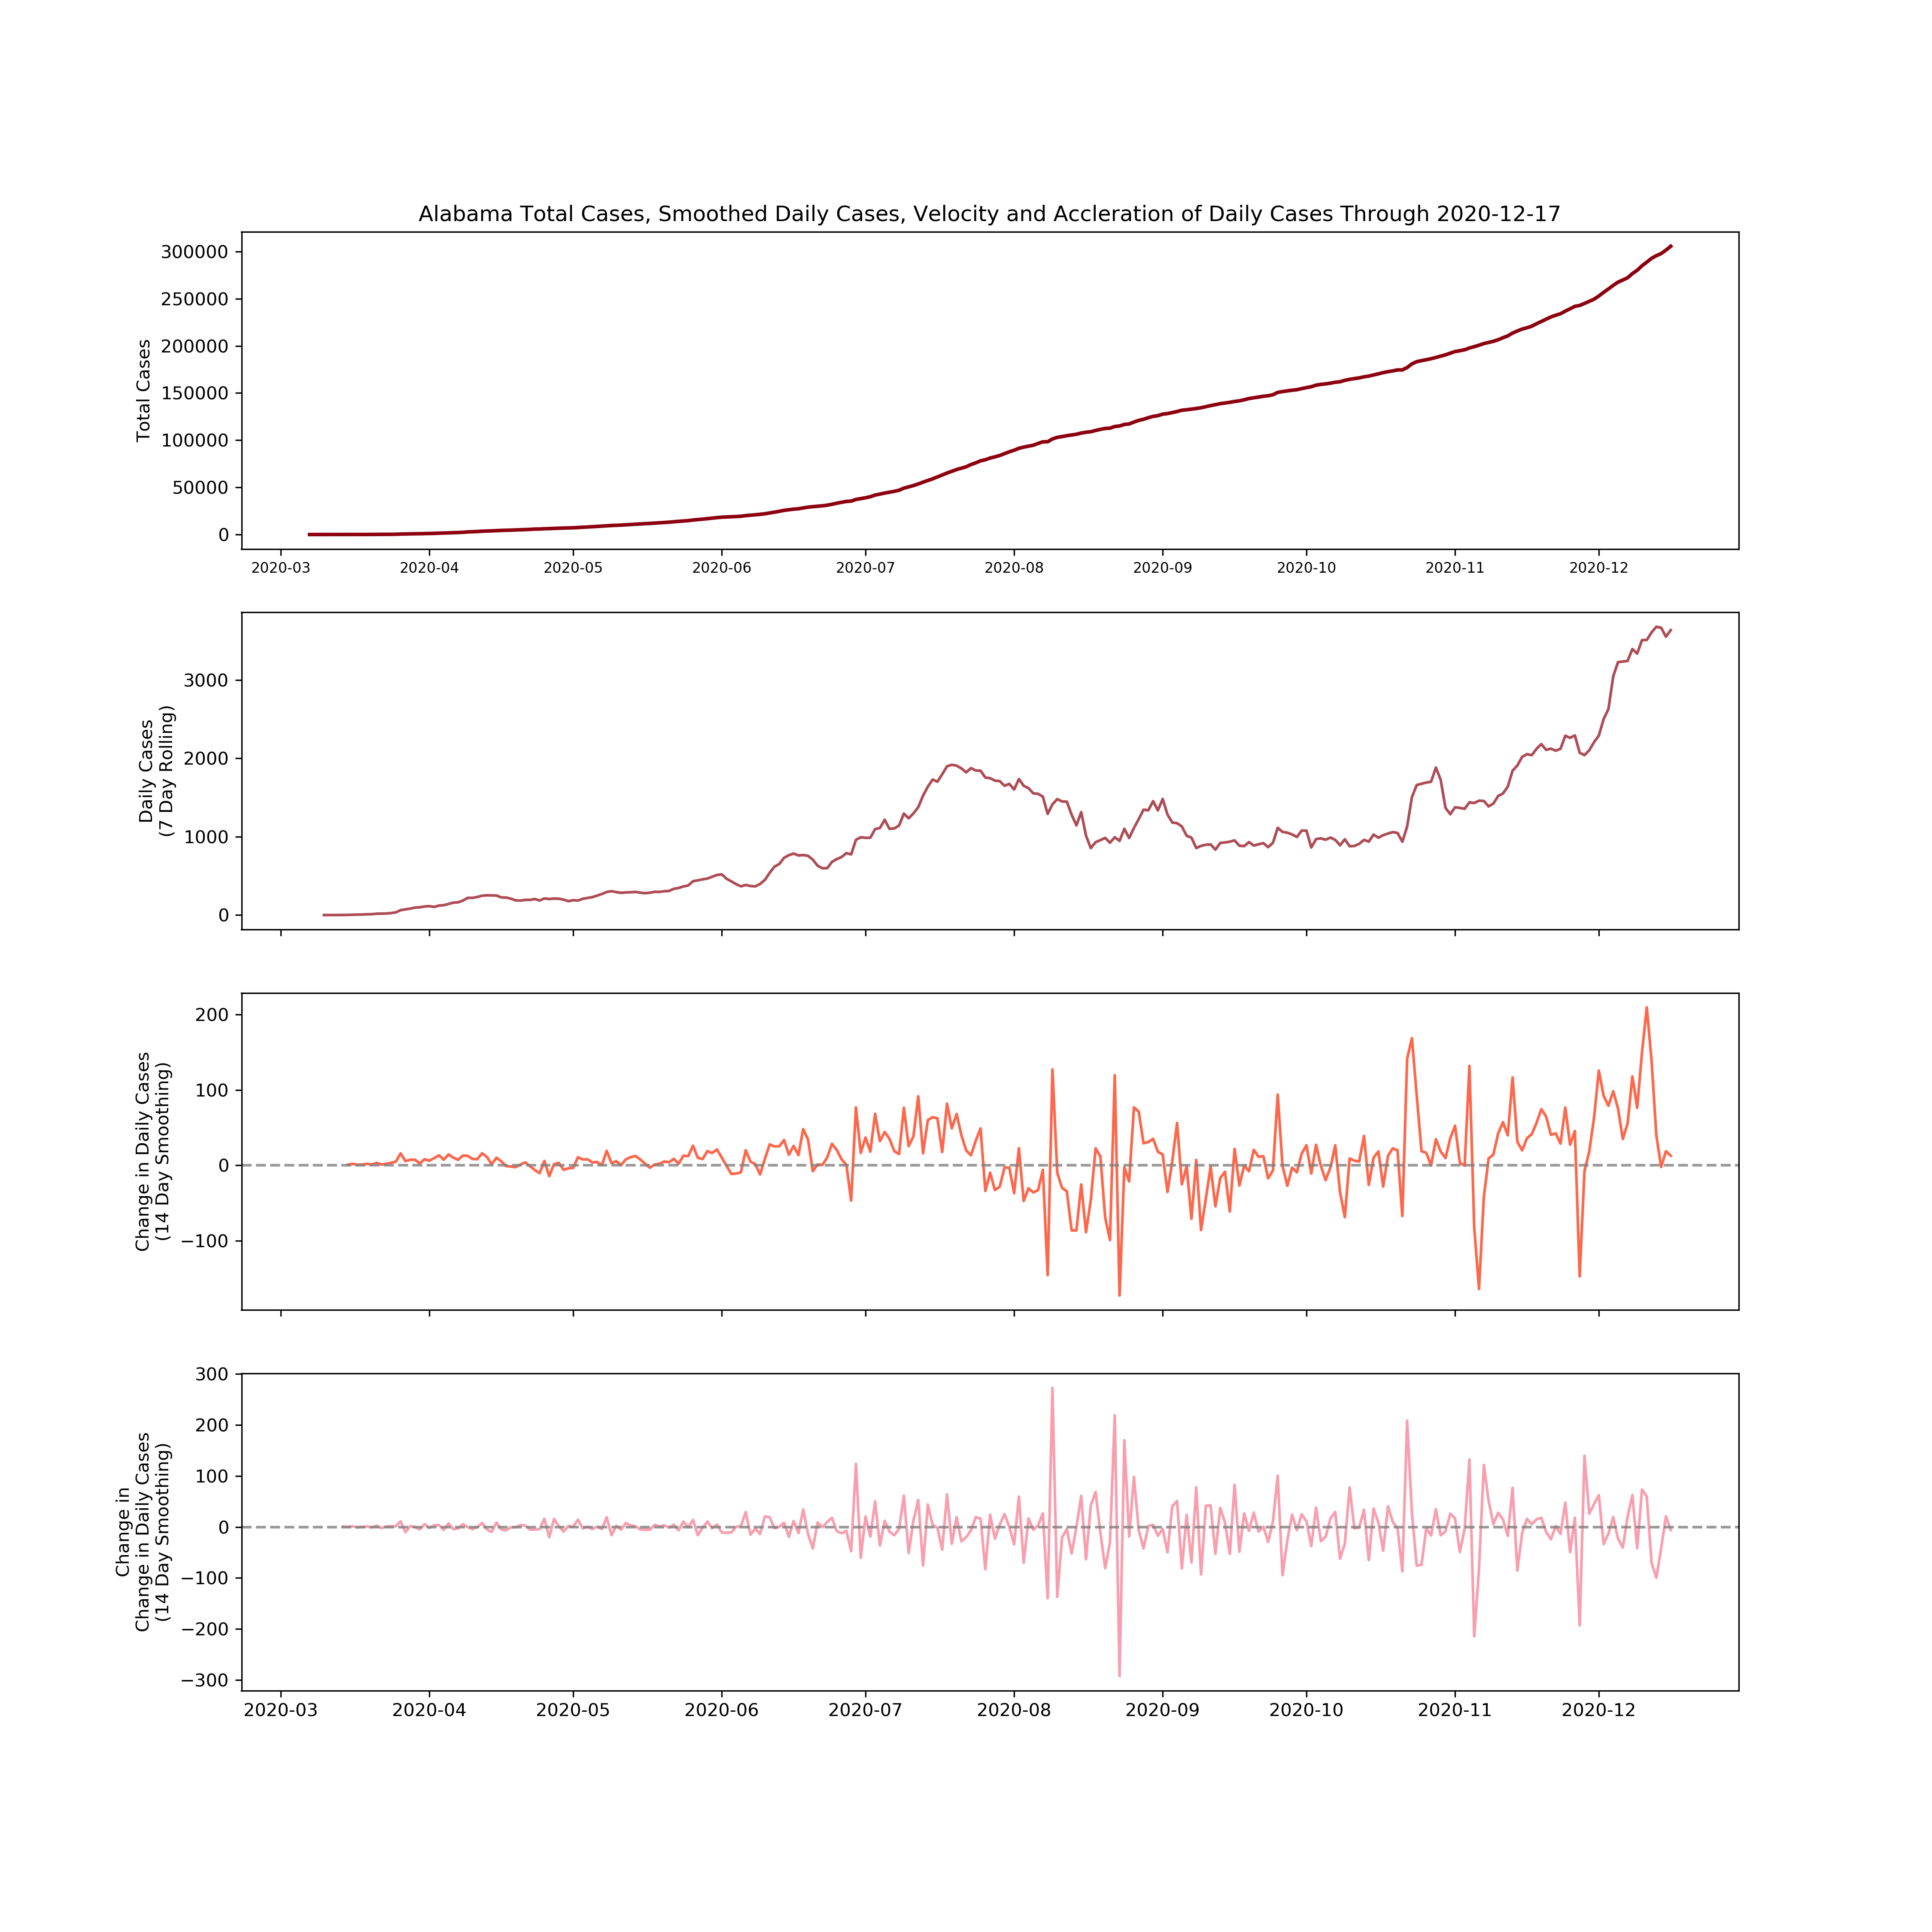 Alabama Total Cases, Smoothed Daily Cases, Velocity and Accleration of Daily Cases Through 2020-12-17
Total Cases
300000
250000
200000
150000
100000
50000
0
2020-03 2020-04 2020-05 2020-06 2020-07 2020-08 2020-09 2020-10 2020-11 2020-12
Daily Cases
(7 Day Rolling)
3000
2000
1000
0
Change in Daily Cases
(14 Day Smoothing)
200
100
0
−100
Change in
Change in Daily Cases
(14 Day Smoothing)
300
200
100
0
−100
−200
−300
2020-03 2020-04 2020-05 2020-06 2020-07 2020-08 2020-09 2020-10 2020-11 2020-12